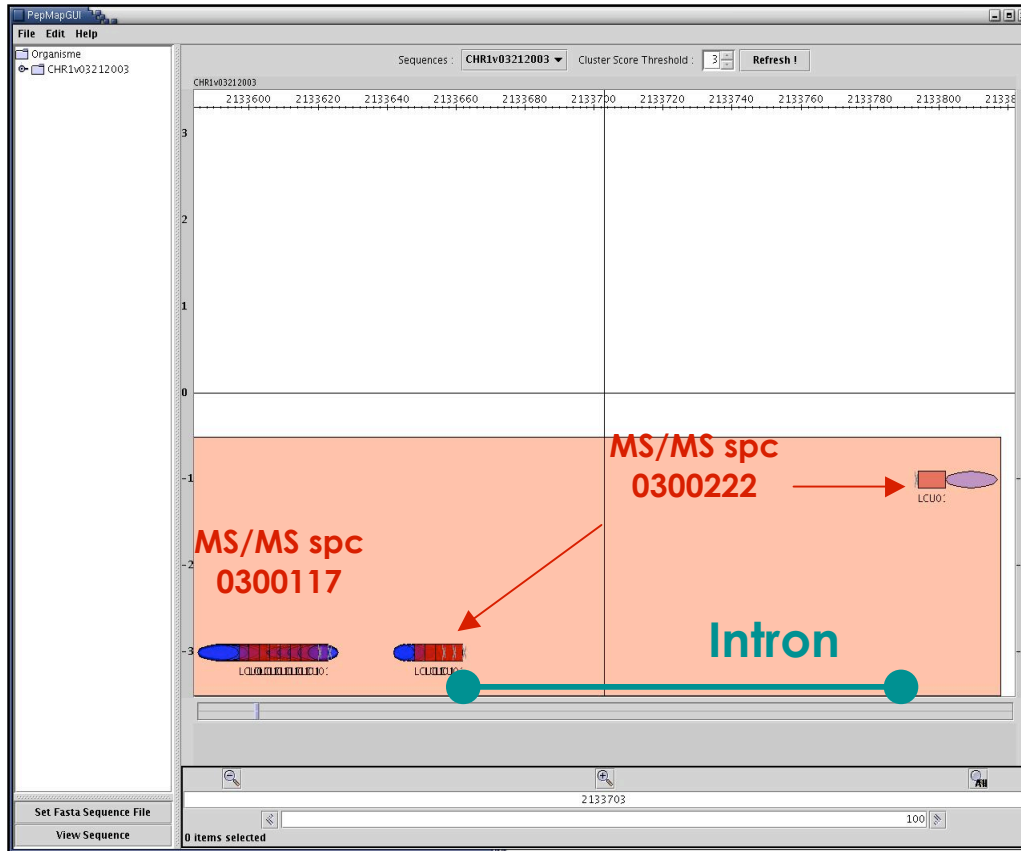 PepMapGUI
File Edit Help
Organisme
CHR1v03212003
Sequences : CHR1v03212003 Cluster Score Threshold : 3 Refresh !
CHR1v03212003
2133600 2133620 2133640 2133660 2133680 2133700 2133720 2133740 2133760 2133780 2133800 21338
3
2
1
0
-1
-2
-3
MS/MS spc
0300222
LCU01
MS/MS spc
0300117
Intron
2133703
100
0 items selected
Set Fasta Sequence File
View Sequence